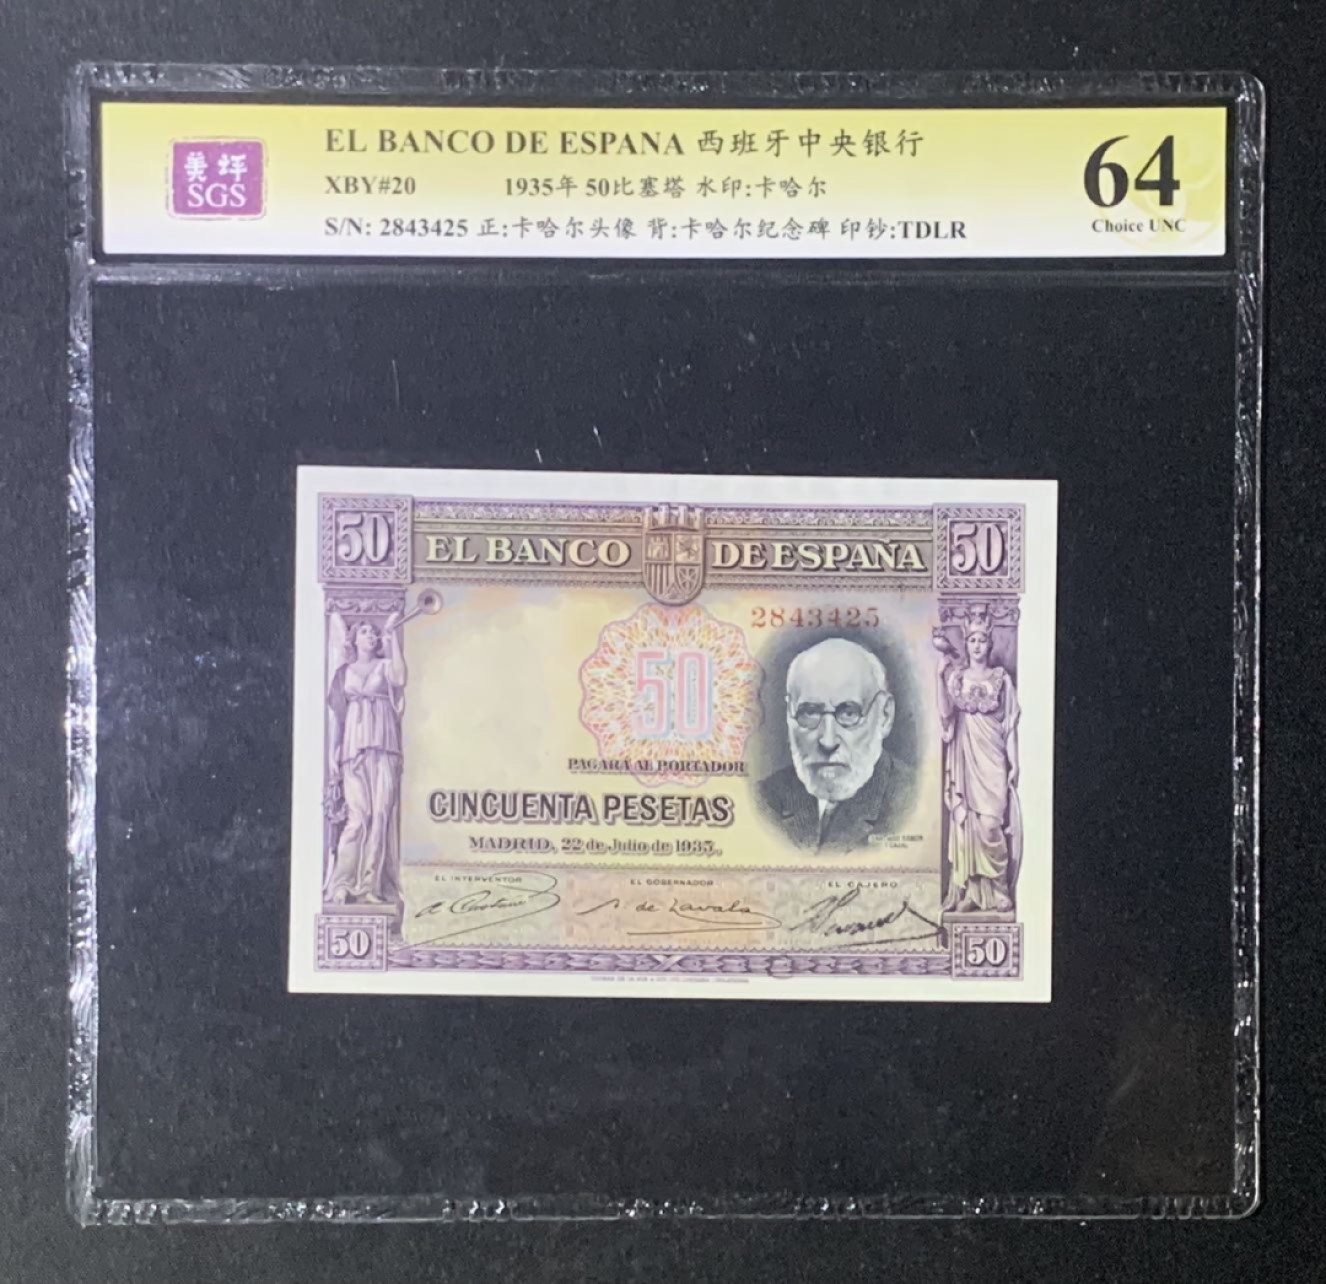 美评
SGS
EL BANCO DE ESPANA 西班牙中央银行
XBY#20 1935年 50比塞塔 水印:卡哈尔
S/N: 2843425 正:卡哈尔头像 背:卡哈尔纪念碑 印钞:TDLR
64
Choice UNC
50 EL BANCO DE ESPAÑA 50
2843425
50
PAGARÁ AL PORTADOR
CINCUENTA PESETAS
MADRID, 22 de Julio de 1935.
SANTIAGO RAMON
Y CAJAL
EL INTERVENTOR EL GOBERNADOR EL CAJERO
50 50